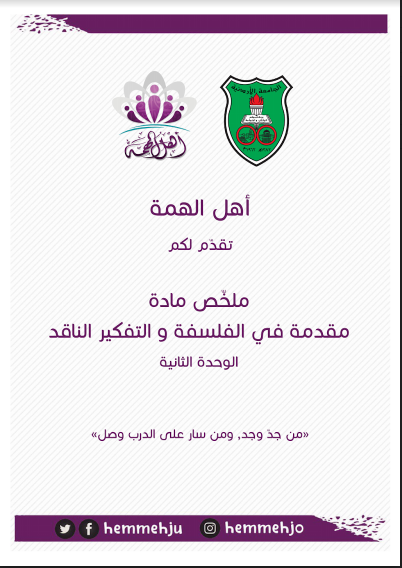 الجامعة الأردنية
أهل الهمة
أهل الهمة
تقدّم لكم
ملخّص مادة
مقدمة في الفلسفة و التفكير الناقد
الوحدة الثانية
«من جدّ وجد, ومن سار على الدرب وصل»
hemmehju hemmehjo